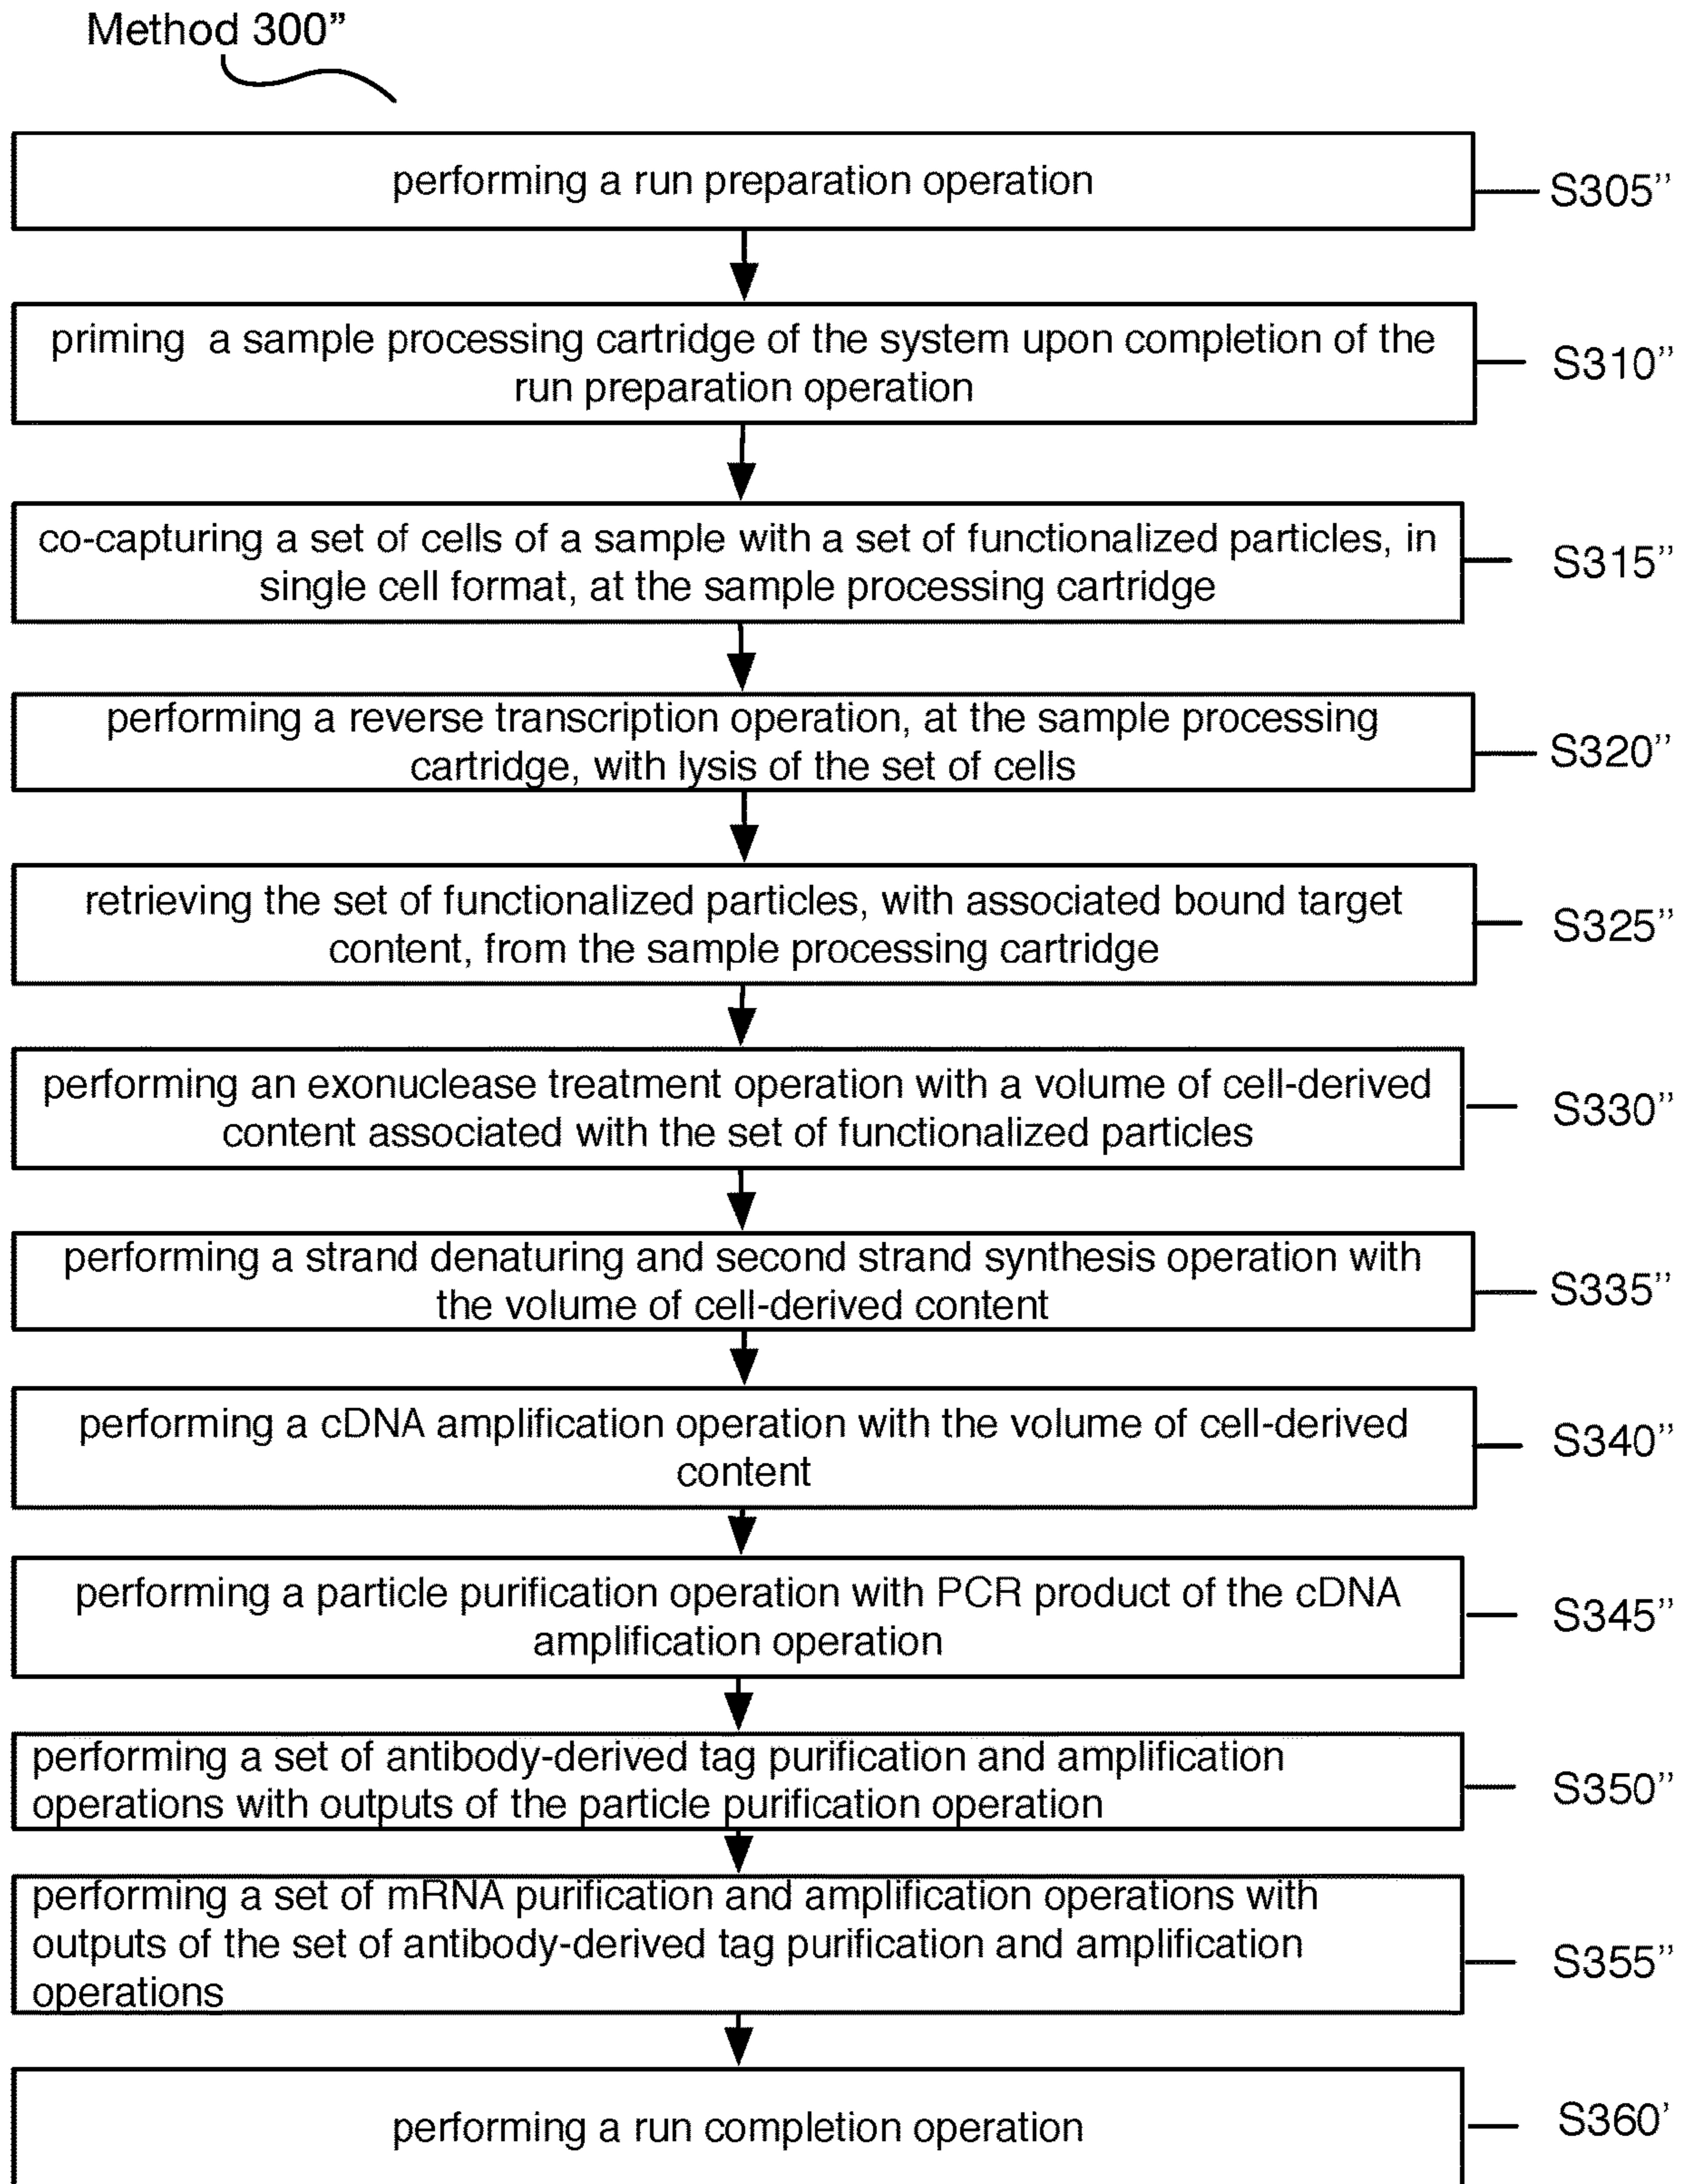 Method 300”
performing a run preparation operation
S305’’
priming a sample processing cartridge of the system upon completion of the
run preparation operation
S310’’
co-capturing a set of cells of a sample with a set of functionalized particles, in
single cell format, at the sample processing cartridge
S315’’
performing a reverse transcription operation, at the sample processing
cartridge, with lysis of the set of cells
S320’’
retrieving the set of functionalized particles, with associated bound target
content, from the sample processing cartridge
S325’’
performing an exonuclease treatment operation with a volume of cell-derived
content associated with the set of functionalized particles
S330’’
performing a strand denaturing and second strand synthesis operation with
the volume of cell-derived content
S335’’
performing a cDNA amplification operation with the volume of cell-derived
content
S340’’
performing a particle purification operation with PCR product of the cDNA
amplification operation
S345’’
performing a set of antibody-derived tag purification and amplification
operations with outputs of the particle purification operation
S350’’
performing a set of mRNA purification and amplification operations with
outputs of the set of antibody-derived tag purification and amplification
operations
S355’’
performing a run completion operation
S360’